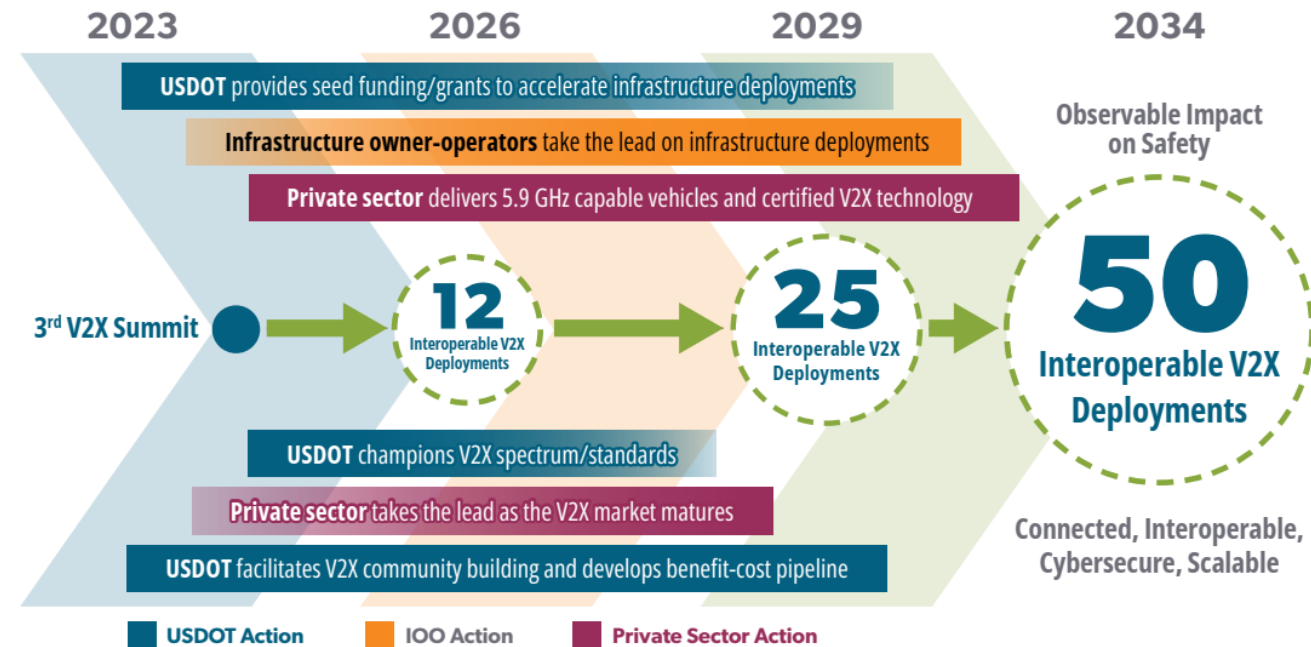 2023 2026 2029 2034
USDOT provides seed funding/grants to accelerate infrastructure deployments
Infrastructure owner-operators take the lead on infrastructure deployments
Private sector delivers 5.9 GHz capable vehicles and certified V2X technology
Observable Impact
on Safety
3rd V2X Summit
12
Interoperable V2X
Deployments
25
Interoperable V2X
Deployments
50
Interoperable V2X
Deployments
USDOT champions V2X spectrum/standards
Private sector takes the lead as the V2X market matures
USDOT facilitates V2X community building and develops benefit-cost pipeline
Connected, Interoperable,
Cybersecure, Scalable
USDOT Action IOO Action Private Sector Action